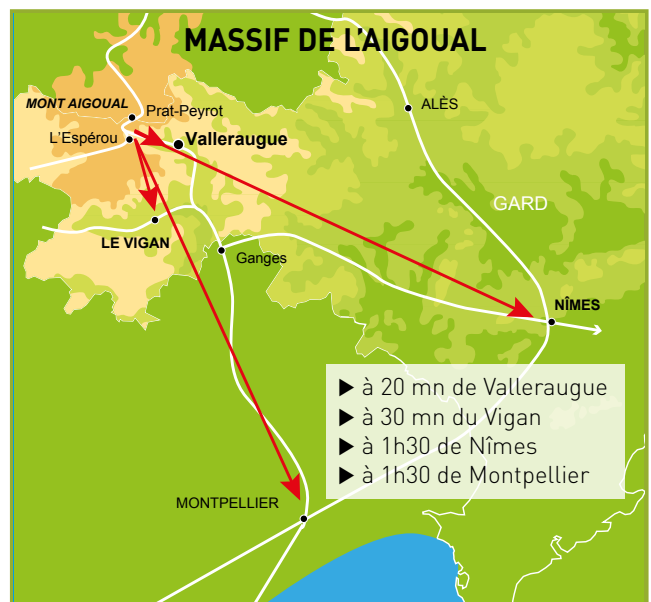 MASSIF DE L'AIGOUAL
MONT AIGOUAL
Prat-Peyrot
ALÈS
L'Espérou
Valleraugue
GARD
LE VIGAN
Ganges
NÎMES
▶ à 20 mn de Valleraugue
▶ à 30 mn du Vigan
▶ à 1h30 de Nîmes
▶ à 1h30 de Montpellier
MONTPELLIER